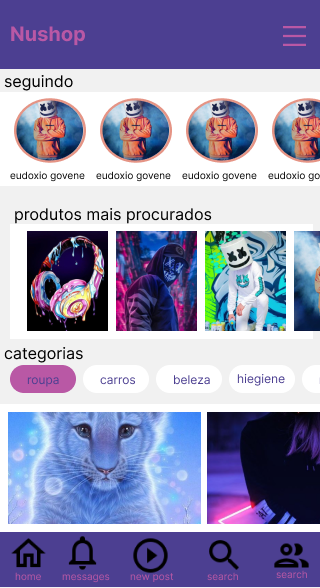 Nushop
seguindo
eudoxio govene eudoxio govene eudoxio govene eudoxio go
produtos mais procurados
categorias
roupa carros beleza hiegiene
home messages new post search search